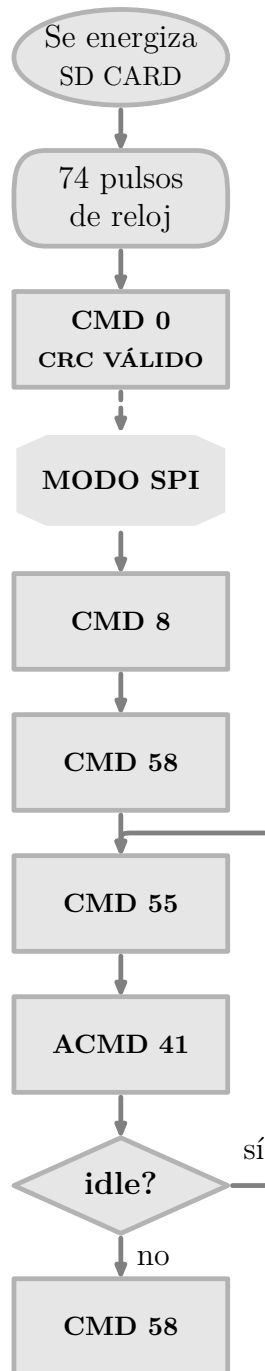 Se energiza
SD CARD
74 pulsos
de reloj
CMD 0
CRC VÁLIDO
MODO SPI
CMD 8
CMD 58
CMD 55
ACMD 41
sí
idle?
no
CMD 58